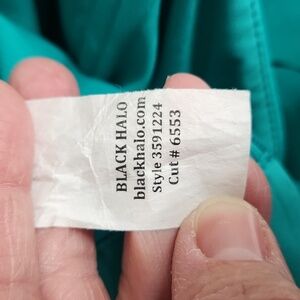 BLACK HALO
blackhalo.com
Style 3591224
Cut # 6553